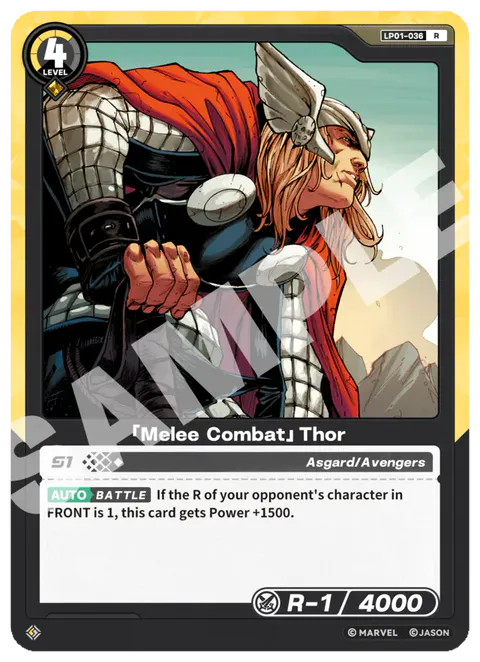 4
LEVEL
LP01-036 R
SAMPLE
「Melee Combat」 Thor
S1 Asgard/Avengers
AUTO BATTLE If the R of your opponent's character in
FRONT is 1, this card gets Power +1500.
R-1 / 4000
©MARVEL ©JASON